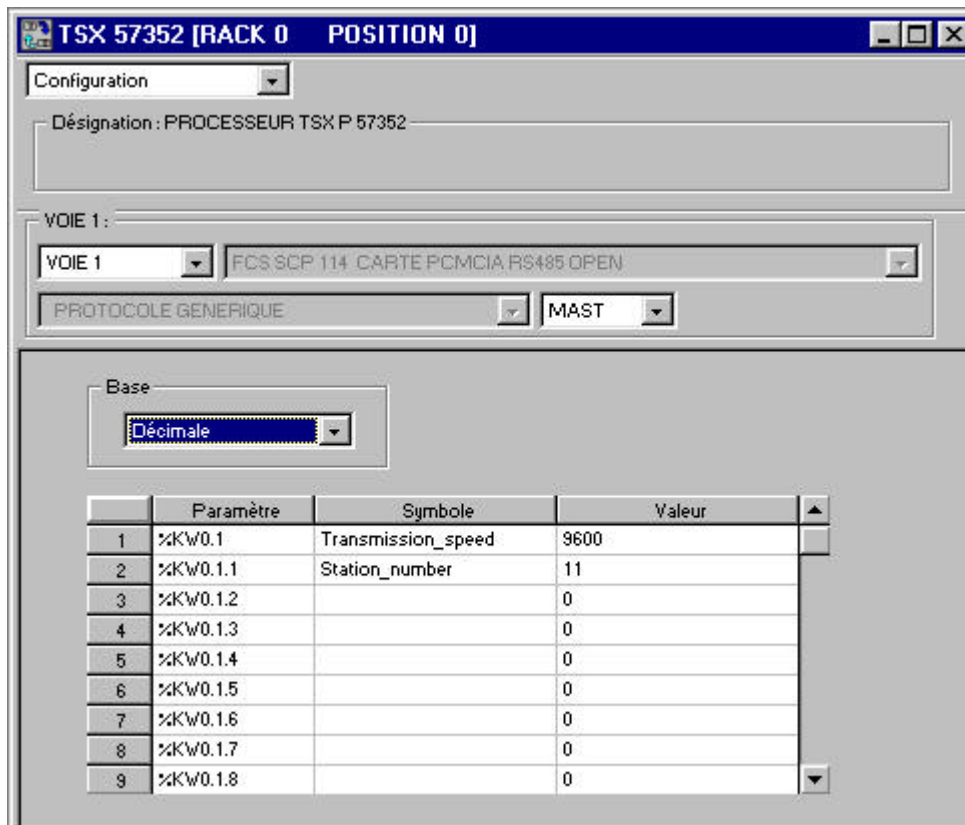 TSX 57352 [RACK 0 POSITION 0]
Configuration
Désignation : PROCESSEUR TSX P 57352
VOIE 1 :
VOIE 1 FCS SCP 114 CARTE PCMCIA RS485 OPEN
PROTOCOLE GENERIQUE MAST
Base
Décimale
Paramètre Symbole Valeur
1 %KW0.1 Transmission_speed 9600
2 %KW0.1.1 Station_number 11
3 %KW0.1.2 0
4 %KW0.1.3 0
5 %KW0.1.4 0
6 %KW0.1.5 0
7 %KW0.1.6 0
8 %KW0.1.7 0
9 %KW0.1.8 0